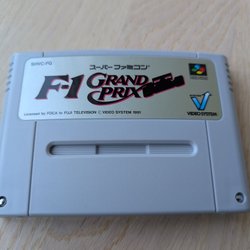 SHVC-FG
スーパーファミコン
F-1 GRAND PRIX
VIDEO SYSTEM
Licensed by FOCA to FUJI TELEVISION © VIDEO SYSTEM 1991